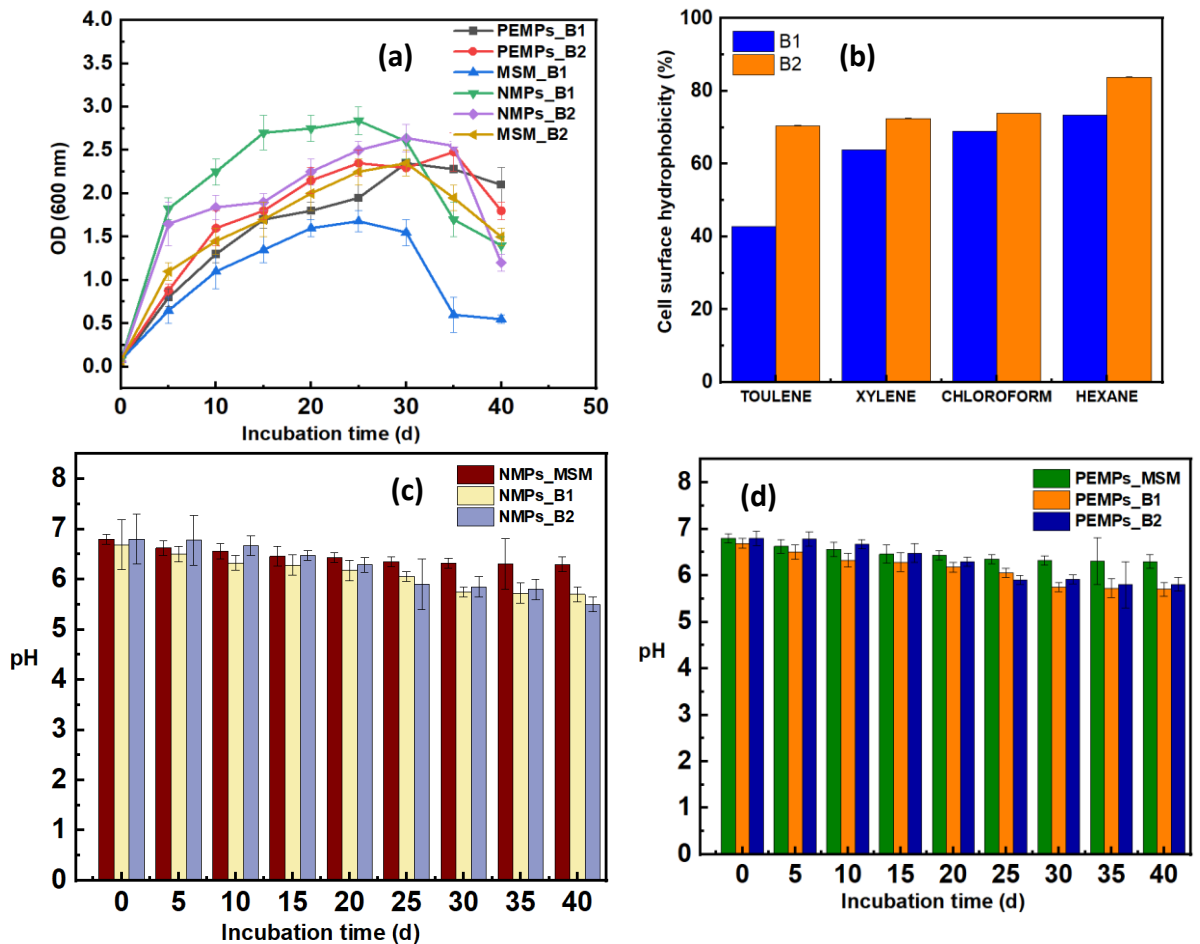 (a)
PEMPs_B1
PEMPs_B2
MSM_B1
NMPs_B1
NMPs_B2
MSM_B2
OD (600 nm)
4.0
3.5
3.0
2.5
2.0
1.5
1.0
0.5
0.0
0 10 20 30 40 50
Incubation time (d)
(b)
B1
B2
Cell surface hydrophobicity (%)
100
80
60
40
20
0
TOULENE XYLENE CHLOROFORM HEXANE
(c)
NMPs_MSM
NMPs_B1
NMPs_B2
pH
8
7
6
5
4
3
2
1
0
0 5 10 15 20 25 30 35 40
Incubation time (d)
(d)
PEMPs_MSM
PEMPs_B1
PEMPs_B2
pH
8
7
6
5
4
3
2
1
0
0 5 10 15 20 25 30 35 40
Incubation time (d)